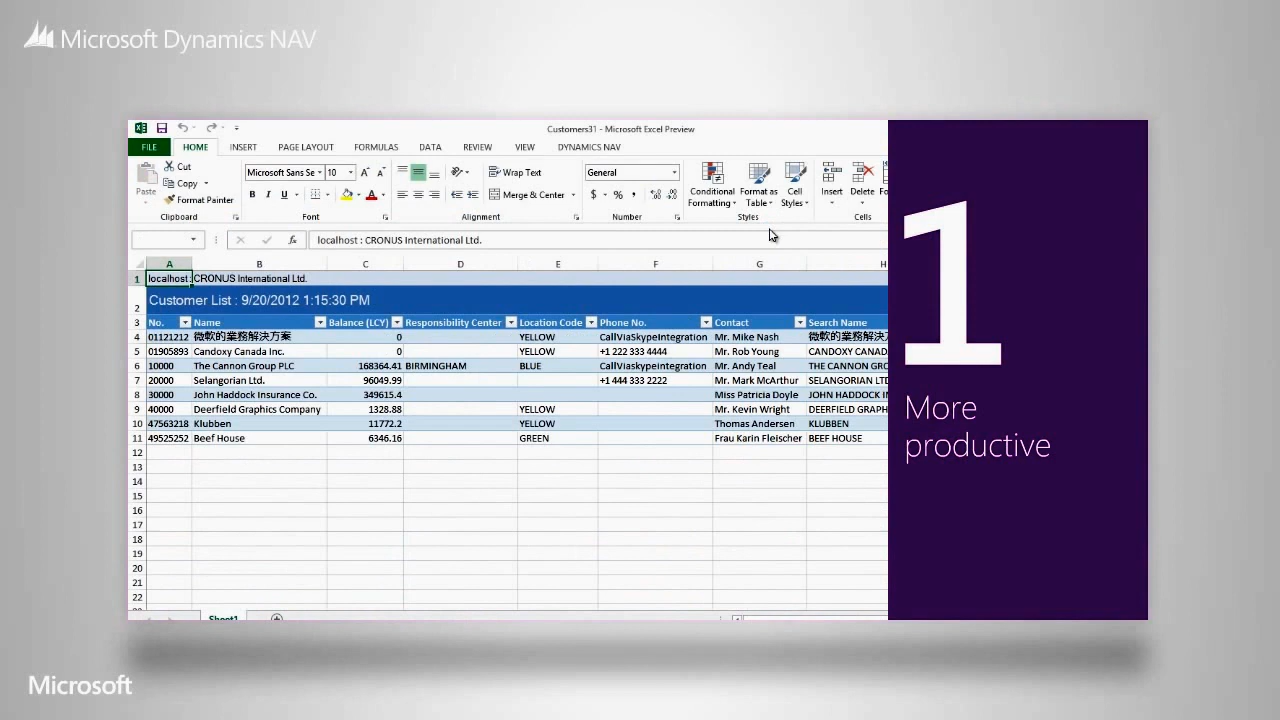 Microsoft Dynamics NAV
Customers31 - Microsoft Excel Preview
FILE HOME INSERT PAGE LAYOUT FORMULAS DATA REVIEW VIEW DYNAMICS NAV
Cut
Copy
Format Painter
Paste
Clipboard
Microsoft Sans Se 10 A A
B I U A
Font
Wrap Text
Merge & Center
Alignment
General
$ % ,
Number
Conditional Formatting
Format as Table
Cell Styles
Styles
Insert Delete
Cells
fx localhost : CRONUS International Ltd.
A B C D E F G H
1 localhost : CRONUS International Ltd.
2 Customer List : 9/20/2012 1:15:30 PM
3 No. Name Balance (LCY) Responsibility Center Location Code Phone No. Contact Search Name
4 01121212 微軟的業務解決方案 0 YELLOW CallViaSkypeIntegration Mr. Mike Nash 微軟的業務解決
5 01905893 Candoxy Canada Inc. 0 YELLOW +1 222 333 4444 Mr. Rob Young CANDOXY CANAD
6 10000 The Cannon Group PLC 168364.41 BIRMINGHAM BLUE CallViaskypeintegration Mr. Andy Teal THE CANNON GRO
7 20000 Selangorian Ltd. 96049.99 +1 444 333 2222 Mr. Mark McArthur SELANGORIAN LTD
8 30000 John Haddock Insurance Co. 349615.4 Miss Patricia Doyle JOHN HADDOCK IN
9 40000 Deerfield Graphics Company 1328.88 YELLOW Mr. Kevin Wright DEERFIELD GRAPH
10 47563218 Klubben 11772.2 YELLOW Thomas Andersen KLUBBEN
11 49525252 Beef House 6346.16 GREEN Frau Karin Fleischer BEEF HOUSE
12
13
14
15
16
17
18
19
20
21
22
Sheet1
1
More
productive
Microsoft